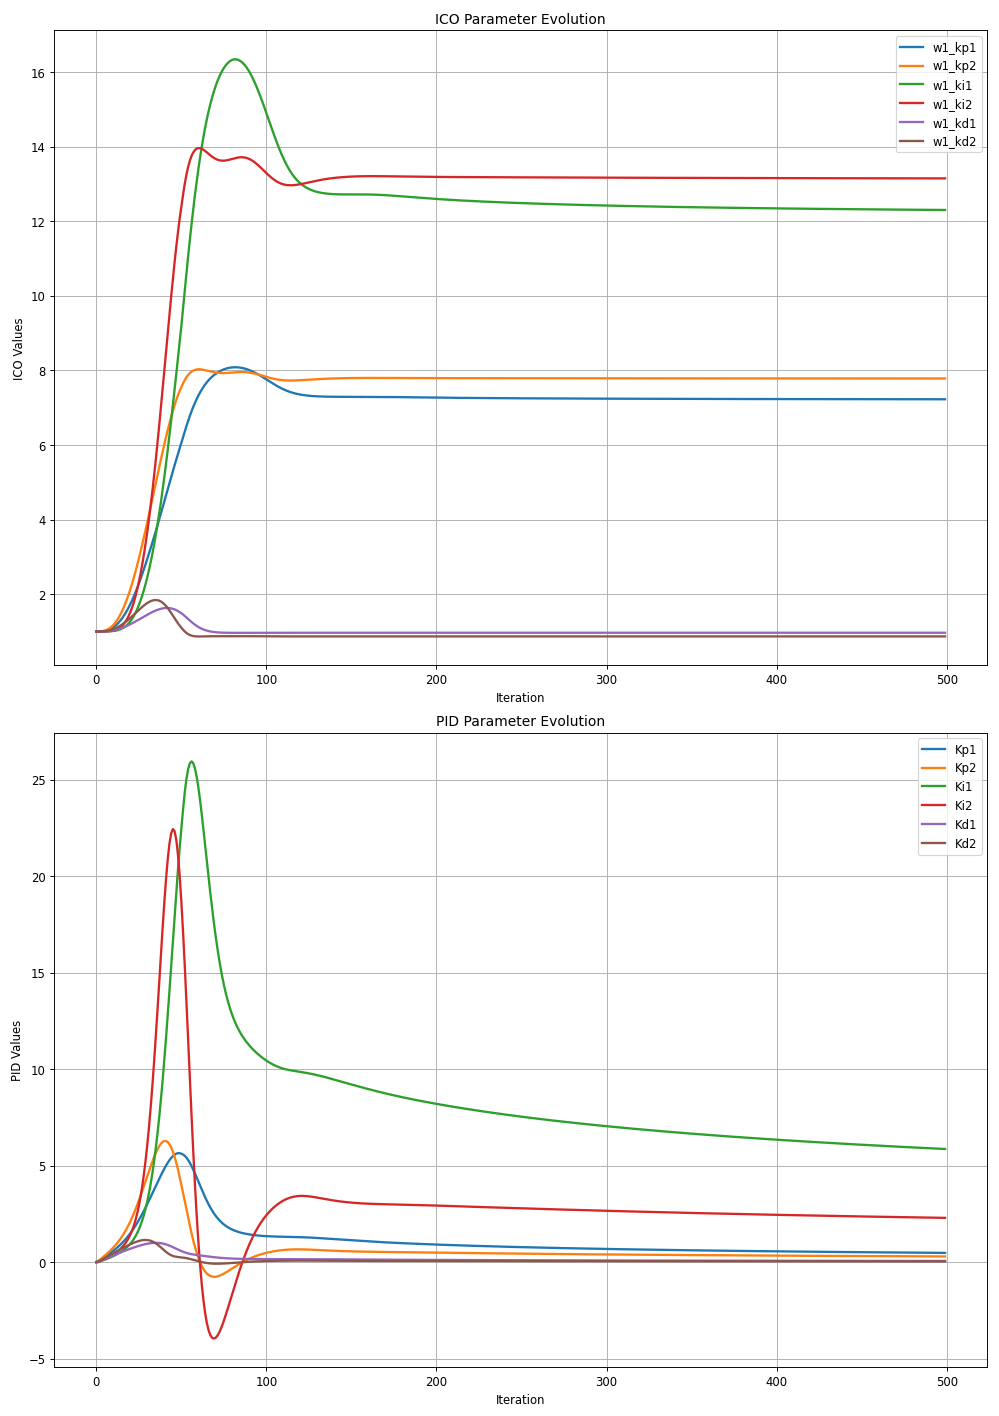 ICO Parameter Evolution
w1_kp1
w1_kp2
w1_ki1
w1_ki2
w1_kd1
w1_kd2
16
14
12
10
8
6
4
2
ICO Values
0 100 200 300 400 500
Iteration
PID Parameter Evolution
Kp1
Kp2
Ki1
Ki2
Kd1
Kd2
25
20
15
10
5
0
−5
PID Values
0 100 200 300 400 500
Iteration